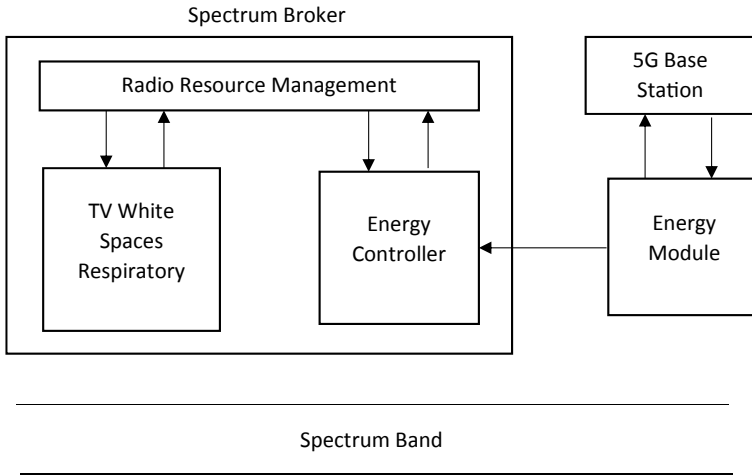 Spectrum Broker
Radio Resource Management
TV White
Spaces
Respiratory
Energy
Controller
5G Base
Station
Energy
Module
Spectrum Band